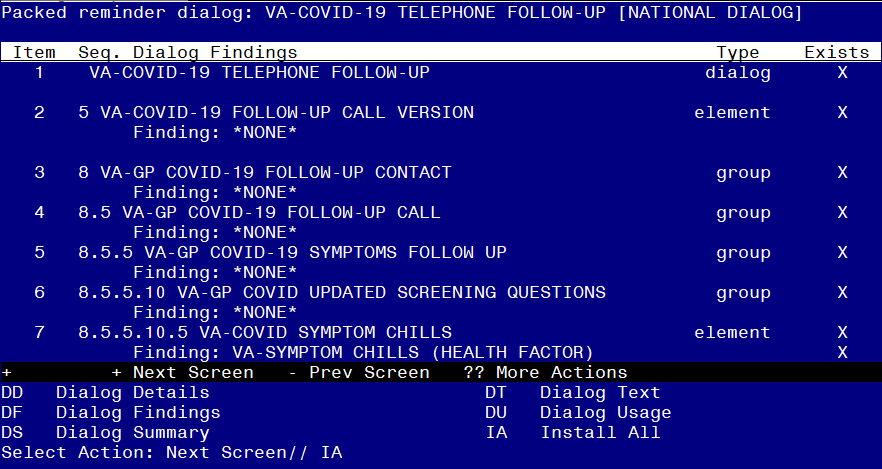 Packed reminder dialog: VA-COVID-19 TELEPHONE FOLLOW-UP [NATIONAL DIALOG]
Item Seq. Dialog Findings Type Exists
1 VA-COVID-19 TELEPHONE FOLLOW-UP dialog X
2 5 VA-COVID-19 FOLLOW-UP CALL VERSION element X
Finding: *NONE*
3 8 VA-GP COVID-19 FOLLOW-UP CONTACT group X
Finding: *NONE*
4 8.5 VA-GP COVID-19 FOLLOW-UP CALL group X
Finding: *NONE*
5 8.5.5 VA-GP COVID-19 SYMPTOMS FOLLOW UP group X
Finding: *NONE*
6 8.5.5.10 VA-GP COVID UPDATED SCREENING QUESTIONS group X
Finding: *NONE*
7 8.5.5.10.5 VA-COVID SYMPTOM CHILLS element X
Finding: VA-SYMPTOM CHILLS (HEALTH FACTOR) X
+ + Next Screen - Prev Screen ?? More Actions
DD Dialog Details DT Dialog Text
DF Dialog Findings DU Dialog Usage
DS Dialog Summary IA Install All
Select Action: Next Screen// IA